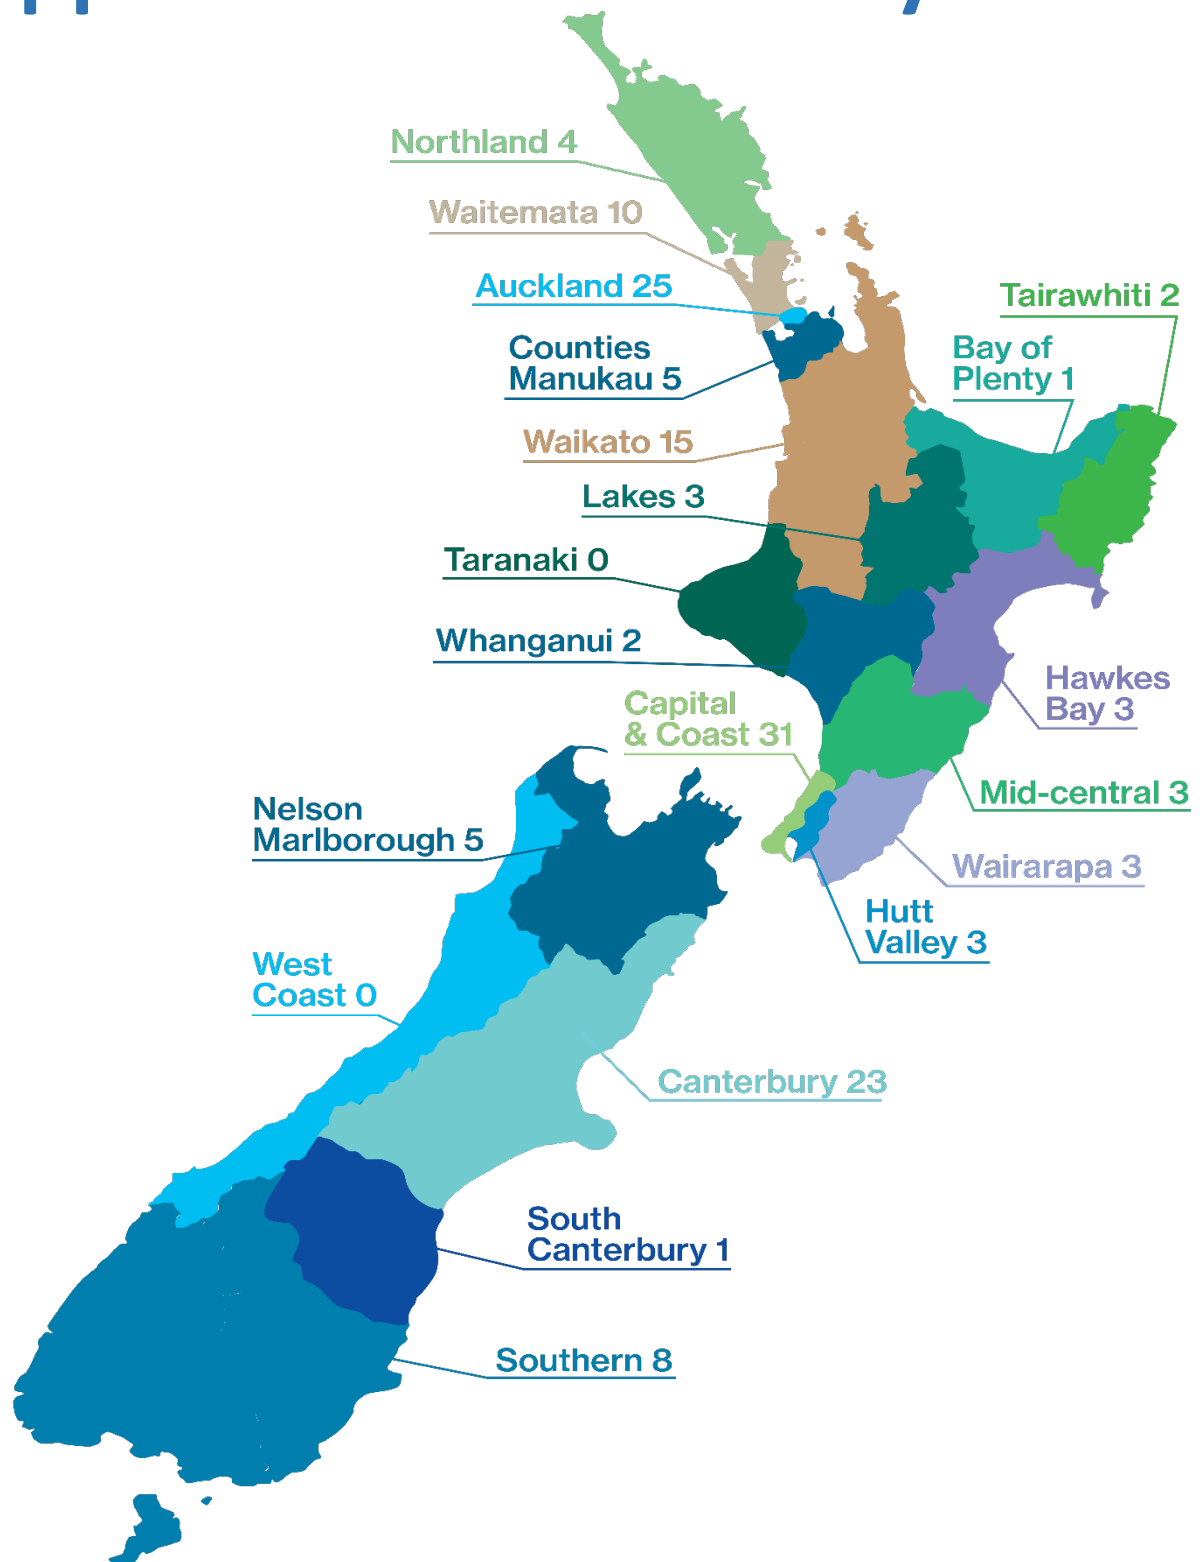 Northland 4
Waitemata 10
Auckland 25
Tairawhiti 2
Counties
Manukau 5
Bay of
Plenty 1
Waikato 15
Lakes 3
Taranaki 0
Whanganui 2
Hawkes
Bay 3
Capital
& Coast 31
Mid-central 3
Nelson
Marlborough 5
Wairarapa 3
Hutt
Valley 3
West
Coast 0
Canterbury 23
South
Canterbury 1
Southern 8